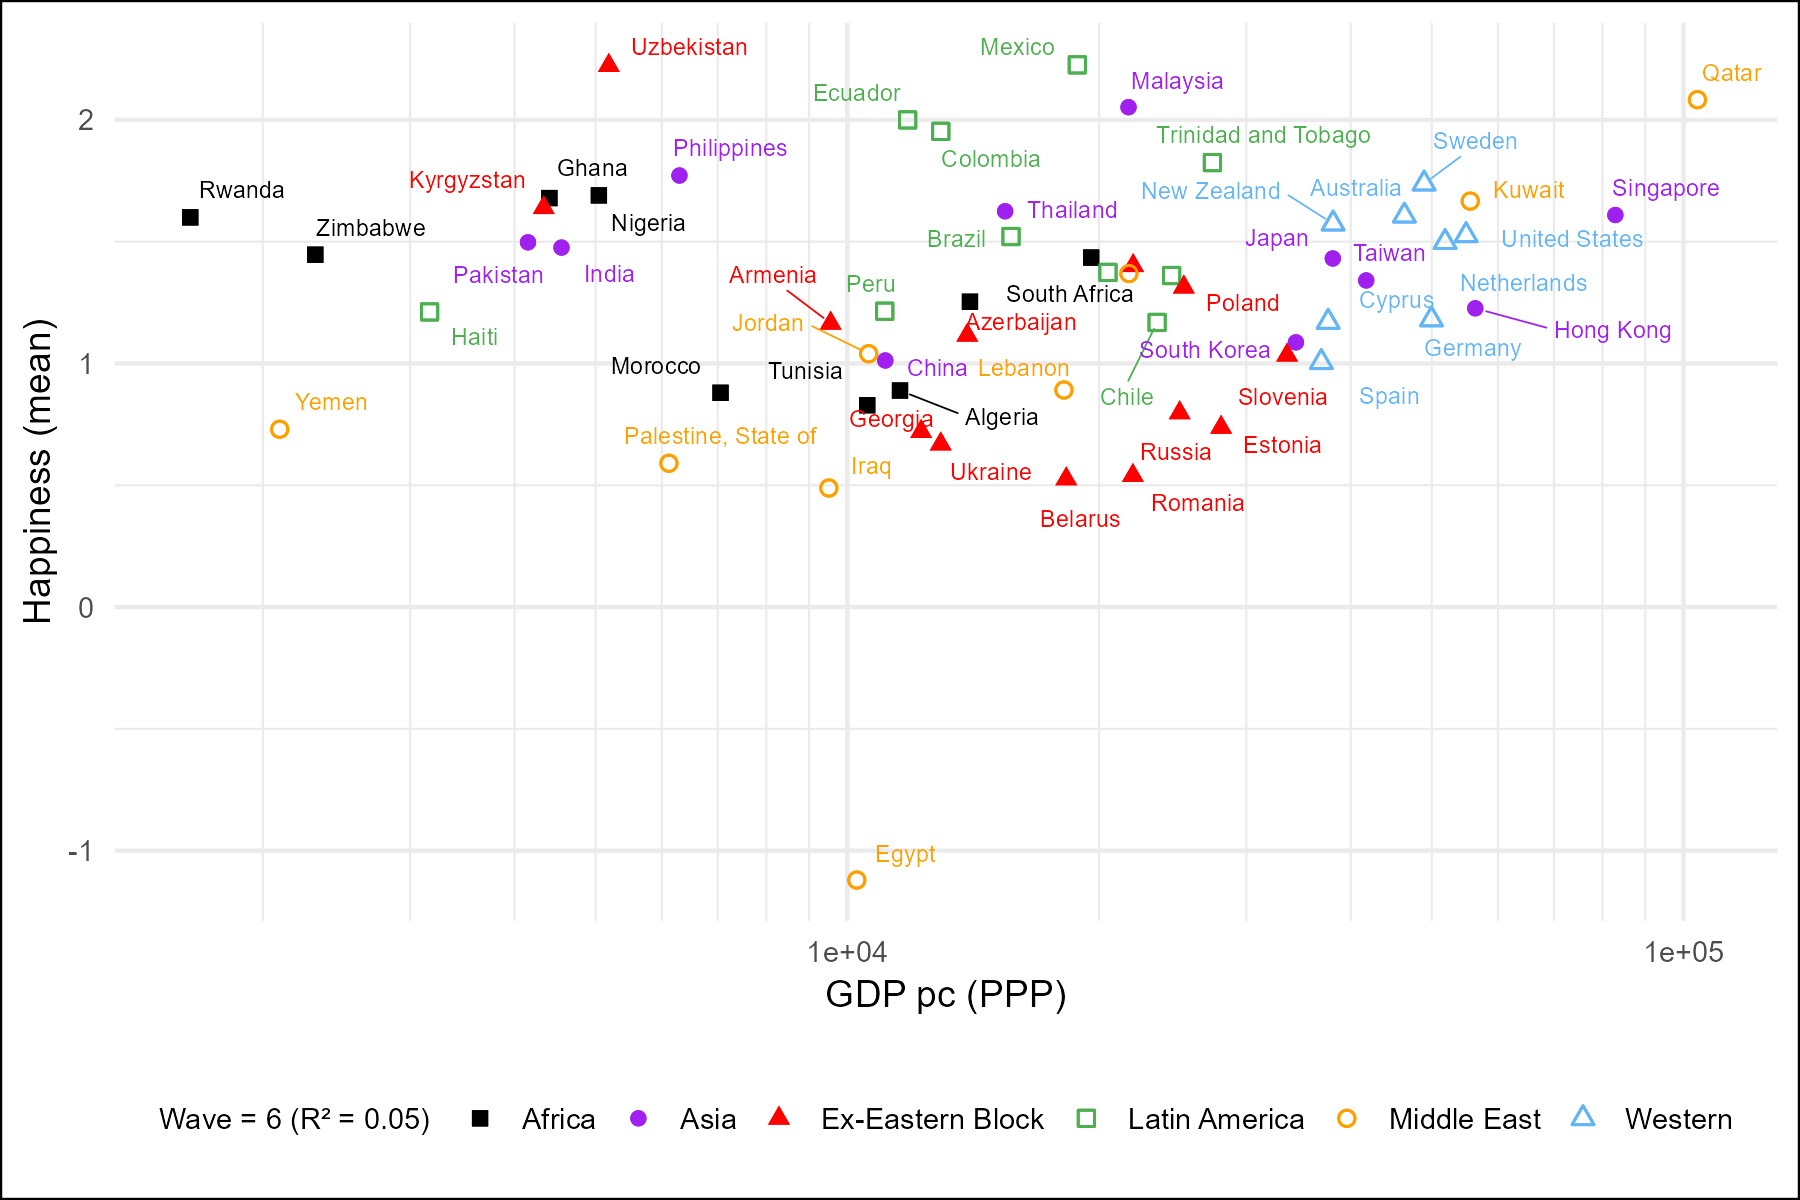 Uzbekistan
Mexico
Qatar
Malaysia
Ecuador
2
Trinidad and Tobago
Sweden
Philippines
Colombia
Ghana
Kyrgyzstan
Rwanda
New Zealand
Australia
Kuwait
Singapore
Thailand
Nigeria
Zimbabwe
Brazil
Japan
United States
Taiwan
Pakistan
India
Armenia
Peru
Netherlands
South Africa
Cyprus
Poland
Jordan
Azerbaijan
Hong Kong
Haiti
Germany
South Korea
1
Morocco
Tunisia
China
Lebanon
Chile
Slovenia
Spain
Yemen
Georgia
Algeria
Palestine, State of
Estonia
Russia
Iraq
Ukraine
Romania
Belarus
0
-1
Egypt
Happiness (mean)
1e+04
1e+05
GDP pc (PPP)
Wave = 6 (R² = 0.05) Africa Asia Ex-Eastern Block Latin America Middle East Western